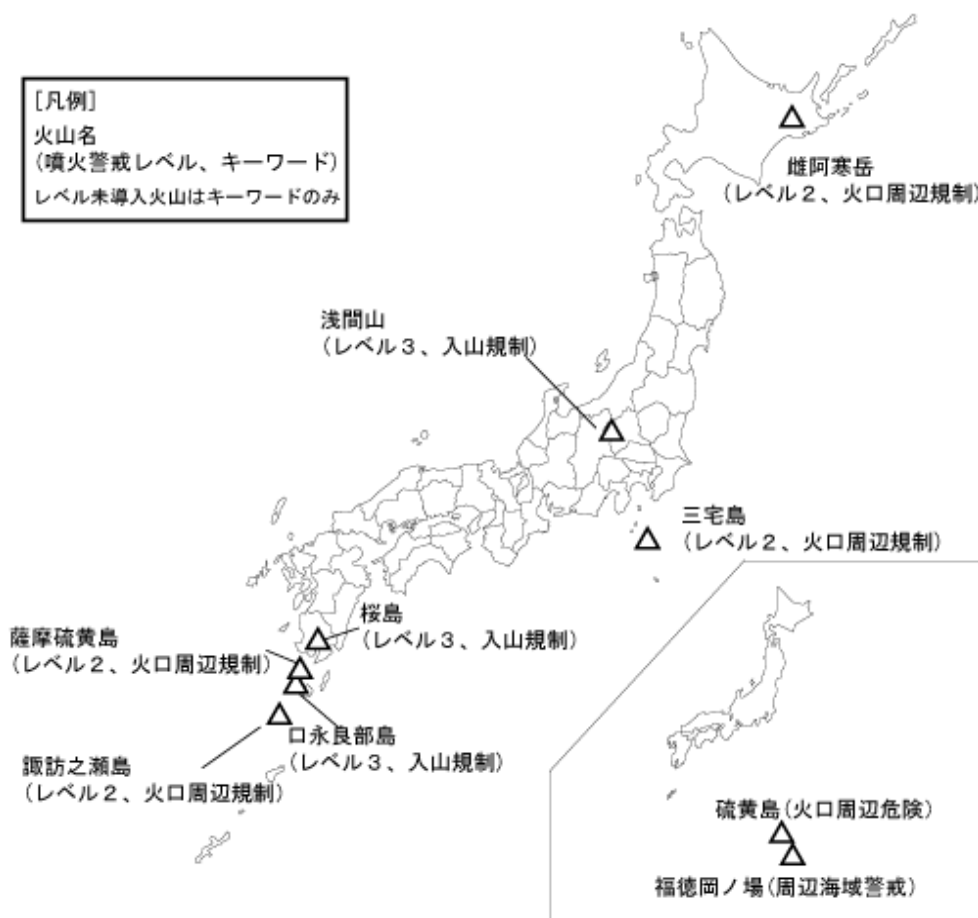 [凡例]
火山名
(噴火警戒レベル、キーワード)
レベル未導入火山はキーワードのみ
雌阿寒岳
(レベル２、火口周辺規制)
浅間山
(レベル３、入山規制)
三宅島
(レベル２、火口周辺規制)
桜島
(レベル３、入山規制)
薩摩硫黄島
(レベル２、火口周辺規制)
口永良部島
(レベル３、入山規制)
諏訪之瀬島
(レベル２、火口周辺規制)
硫黄島(火口周辺危険)
福徳岡ノ場(周辺海域警戒)